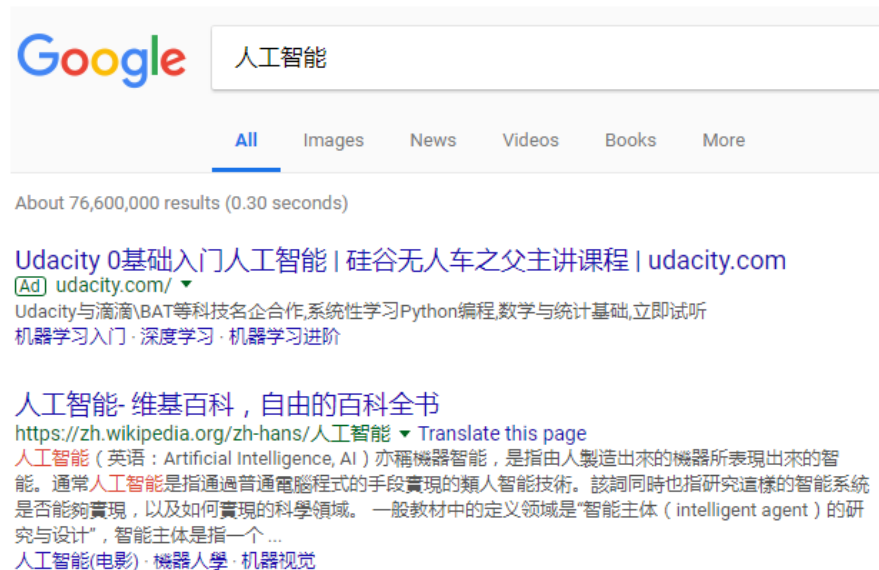 Google
人工智能
All Images News Videos Books More
About 76,600,000 results (0.30 seconds)
Udacity 0基础入门人工智能 | 硅谷无人车之父主讲课程 | udacity.com
Ad udacity.com/
Udacity与滴滴\BAT等科技名企合作,系统性学习Python编程,数学与统计基础,立即试听
机器学习入门 · 深度学习 · 机器学习进阶
人工智能- 维基百科，自由的百科全书
https://zh.wikipedia.org/zh-hans/人工智能 Translate this page
人工智能（英语：Artificial Intelligence, AI）亦稱機器智能，是指由人製造出來的機器所表現出來的智
能。通常人工智能是指通過普通電腦程式的手段實現的類人智能技術。該詞同時也指研究這樣的智能系統
是否能夠實現，以及如何實現的科學領域。 一般教材中的定义领域是“智能主体（intelligent agent）的研
究与设计”，智能主体是指一个 ...
人工智能(电影) · 機器人學 · 机器视觉